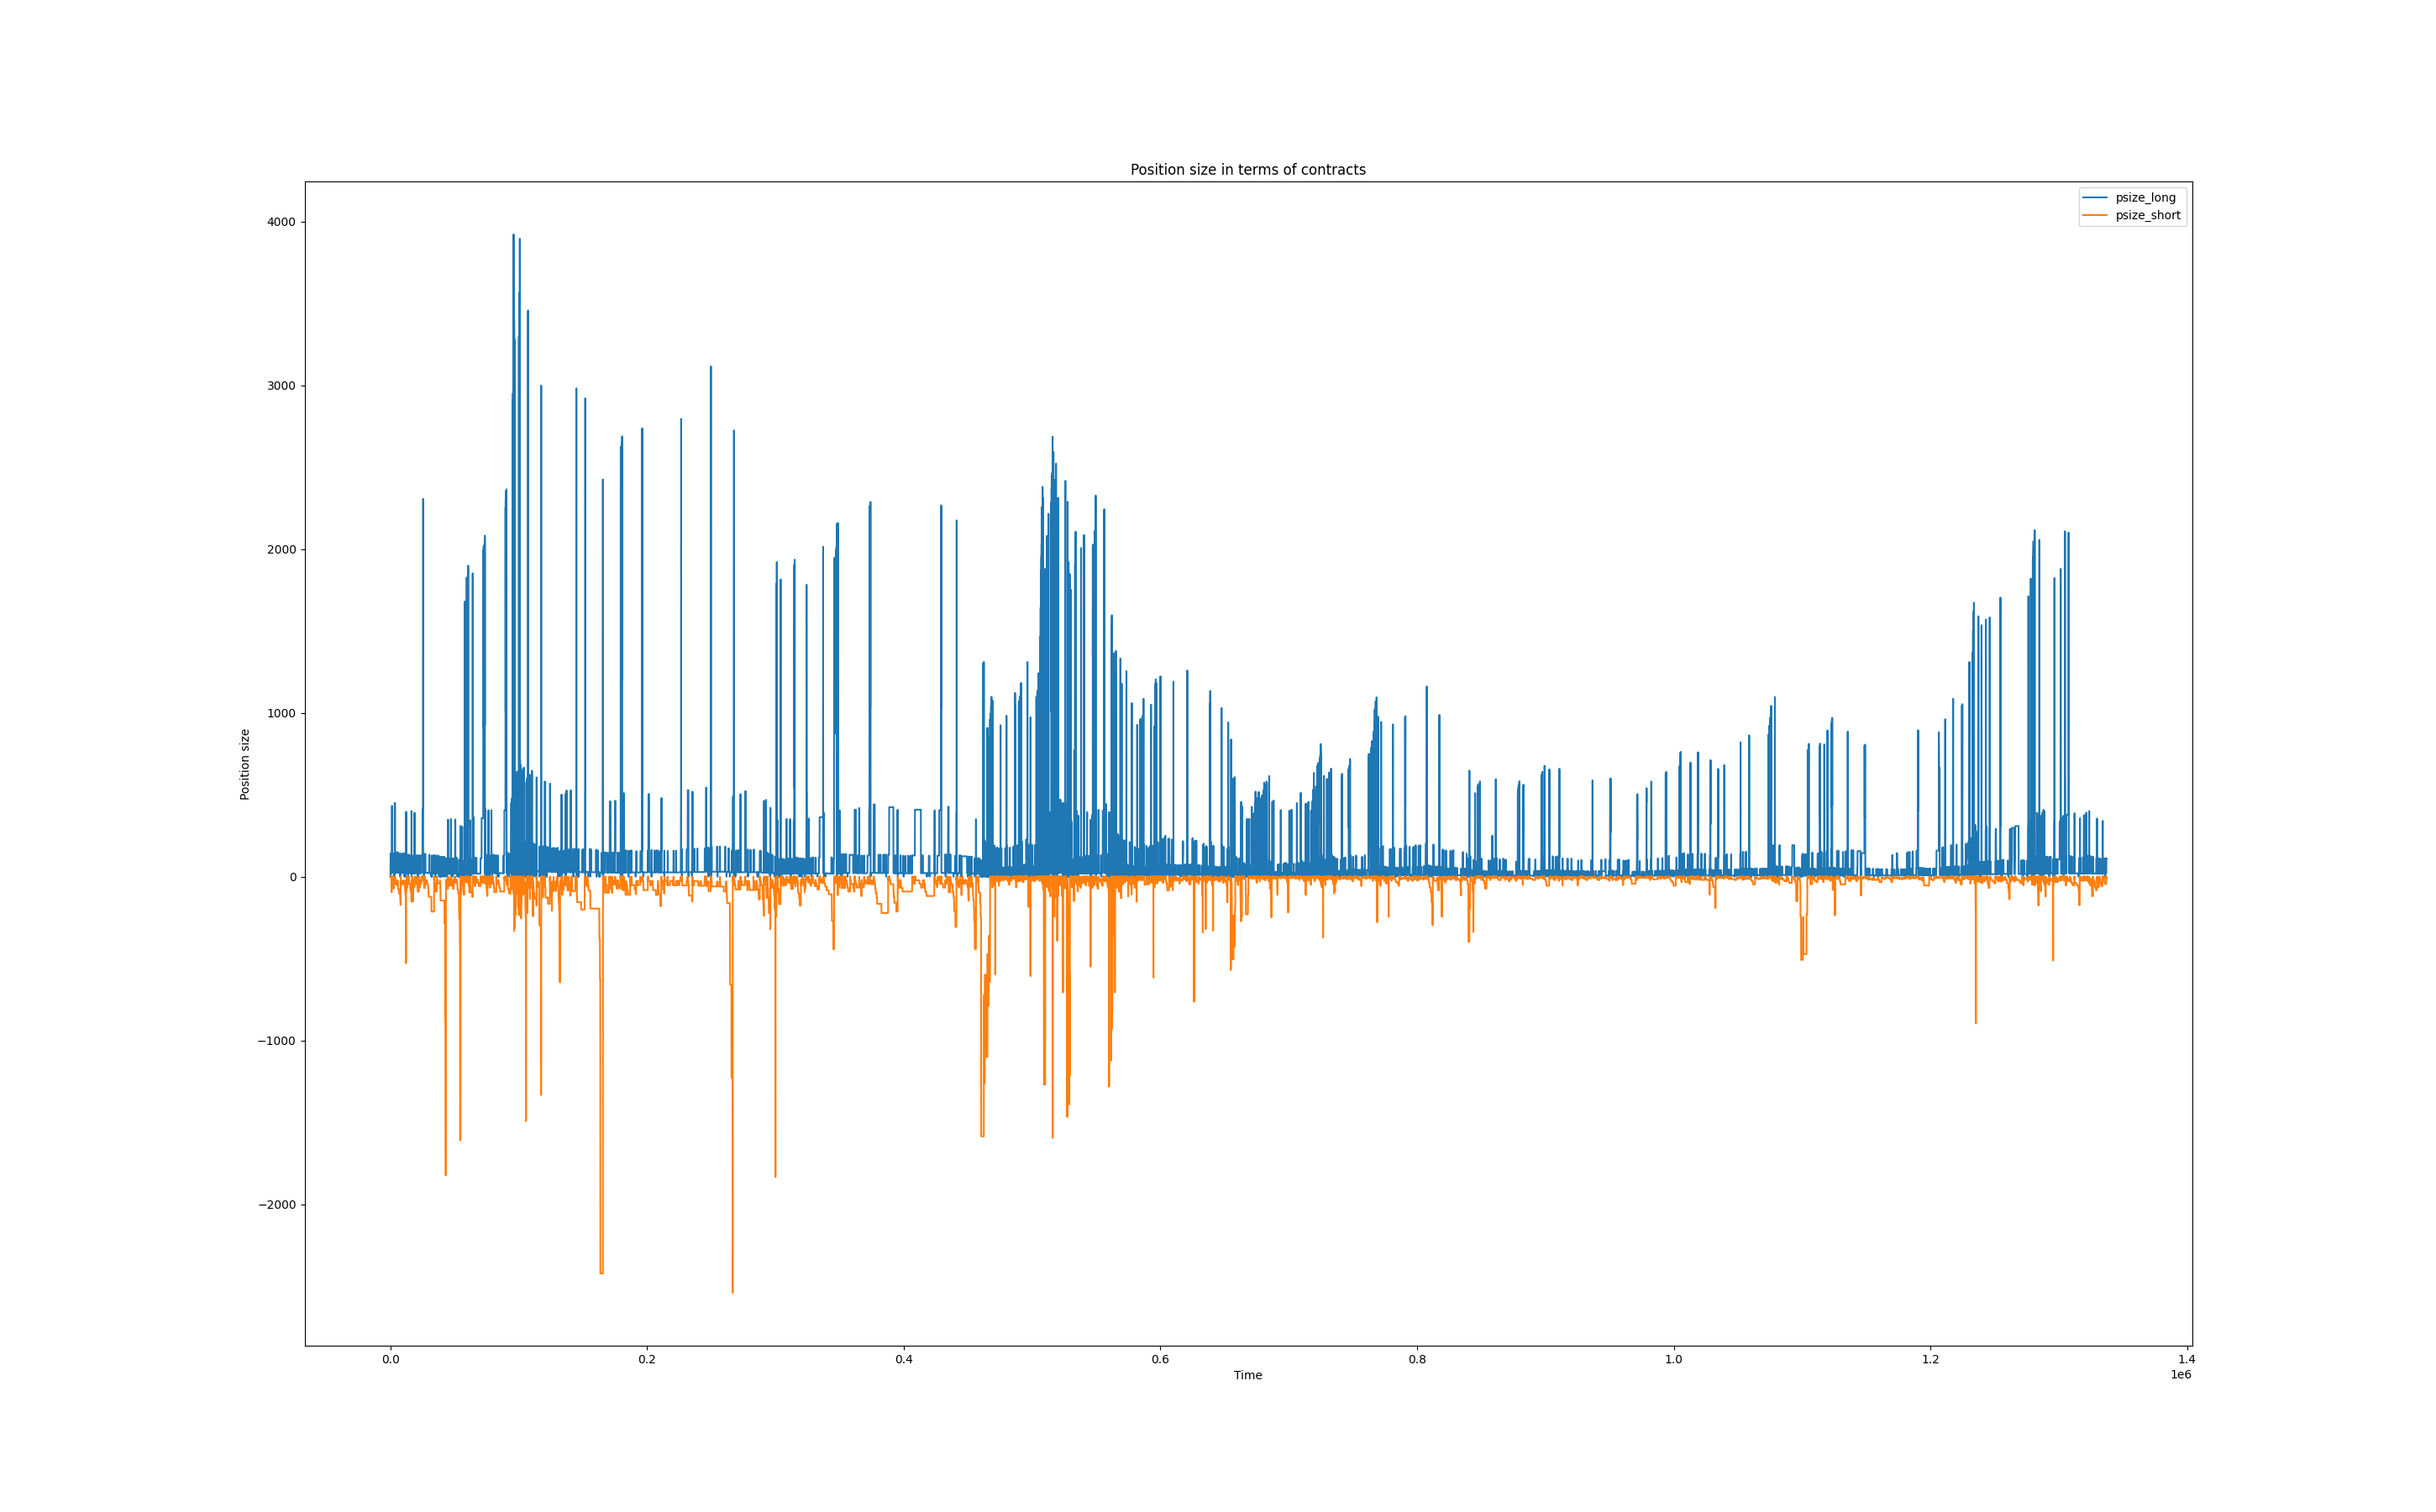 Position size in terms of contracts
psize_long
psize_short
Position size
4000
3000
2000
1000
0
−1000
−2000
0.0 0.2 0.4 0.6 0.8 1.0 1.2 1.4
1e6
Time